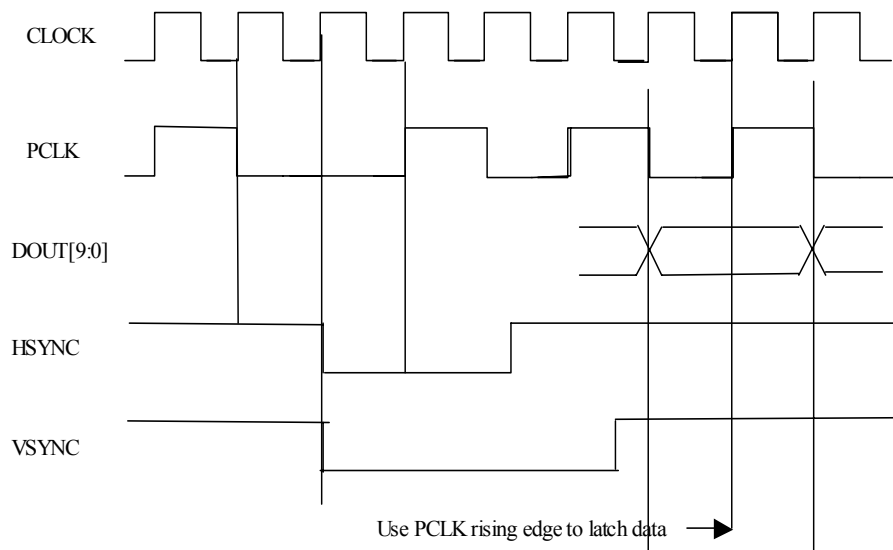 CLOCK
PCLK
DOUT[9:0]
HSYNC
VSYNC
Use PCLK rising edge to latch data